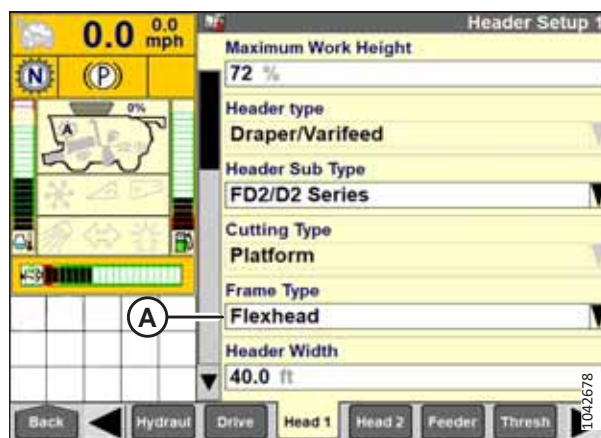 0.0 0.0 mph
Header Setup 1
N (P)
0%
A
Maximum Work Height
72 %
Header type
Draper/Varifeed
Header Sub Type
FD2/D2 Series
Cutting Type
Platform
Frame Type
A
Flexhead
Header Width
40.0 ft
Back Hydraul Drive Head 1 Head 2 Feeder Thresh
1042678